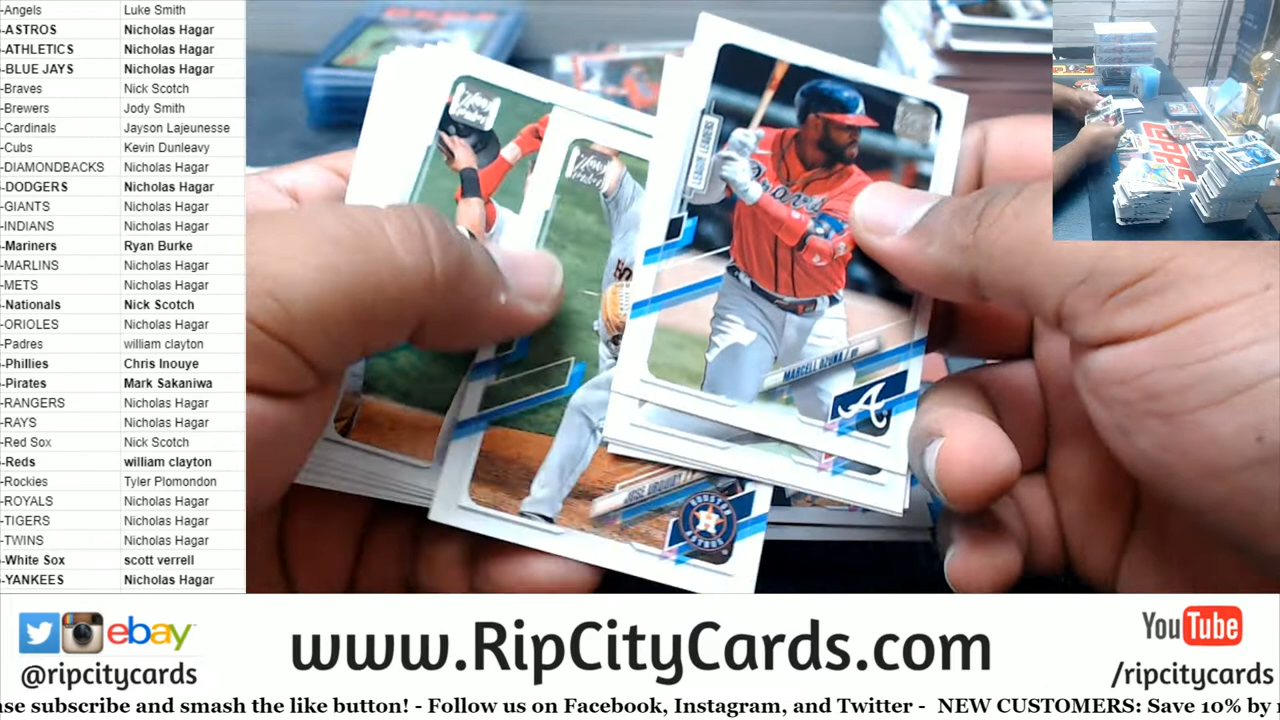 -Angels Luke Smith
-ASTROS Nicholas Hagar
-ATHLETICS Nicholas Hagar
-BLUE JAYS Nicholas Hagar
-Braves Nick Scotch
-Brewers Jody Smith
-Cardinals Jayson Lajeunesse
-Cubs Kevin Dunleavy
-DIAMONDBACKS Nicholas Hagar
-DODGERS Nicholas Hagar
-GIANTS Nicholas Hagar
-INDIANS Nicholas Hagar
-Mariners Ryan Burke
-MARLINS Nicholas Hagar
-METS Nicholas Hagar
-Nationals Nick Scotch
-ORIOLES Nicholas Hagar
-Padres william clayton
-Phillies Chris Inouye
-Pirates Mark Sakaniwa
-RANGERS Nicholas Hagar
-RAYS Nicholas Hagar
-Red Sox Nick Scotch
-Reds william clayton
-Rockies Tyler Plomondon
-ROYALS Nicholas Hagar
-TIGERS Nicholas Hagar
-TWINS Nicholas Hagar
-White Sox scott verrell
-YANKEES Nicholas Hagar
LEAGUE LEADERS
Braves
MARCELL OZUNA / OF
A
HOUSTON
ASTROS
TOPPS
ebay
@ripcitycards
www.RipCityCards.com
YouTube
/ripcitycards
subscribe and smash the like button! - Follow us on Facebook, Instagram, and Twitter - NEW CUSTOMERS: Save 10% by